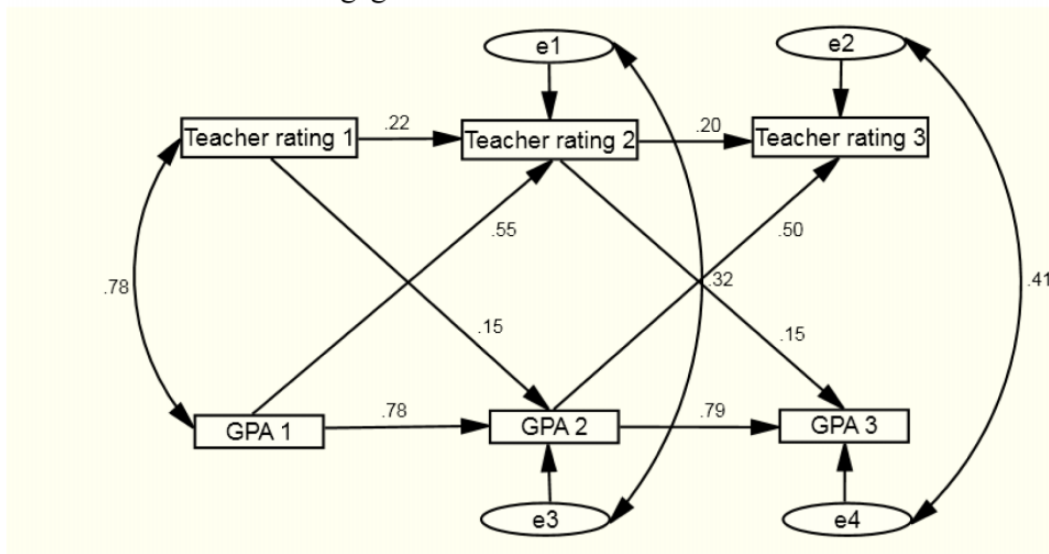 e1
e2
.22
.20
Teacher rating 1
Teacher rating 2
Teacher rating 3
.55
.50
.78
.32
.41
.15
.15
.78
.79
GPA 1
GPA 2
GPA 3
e3
e4